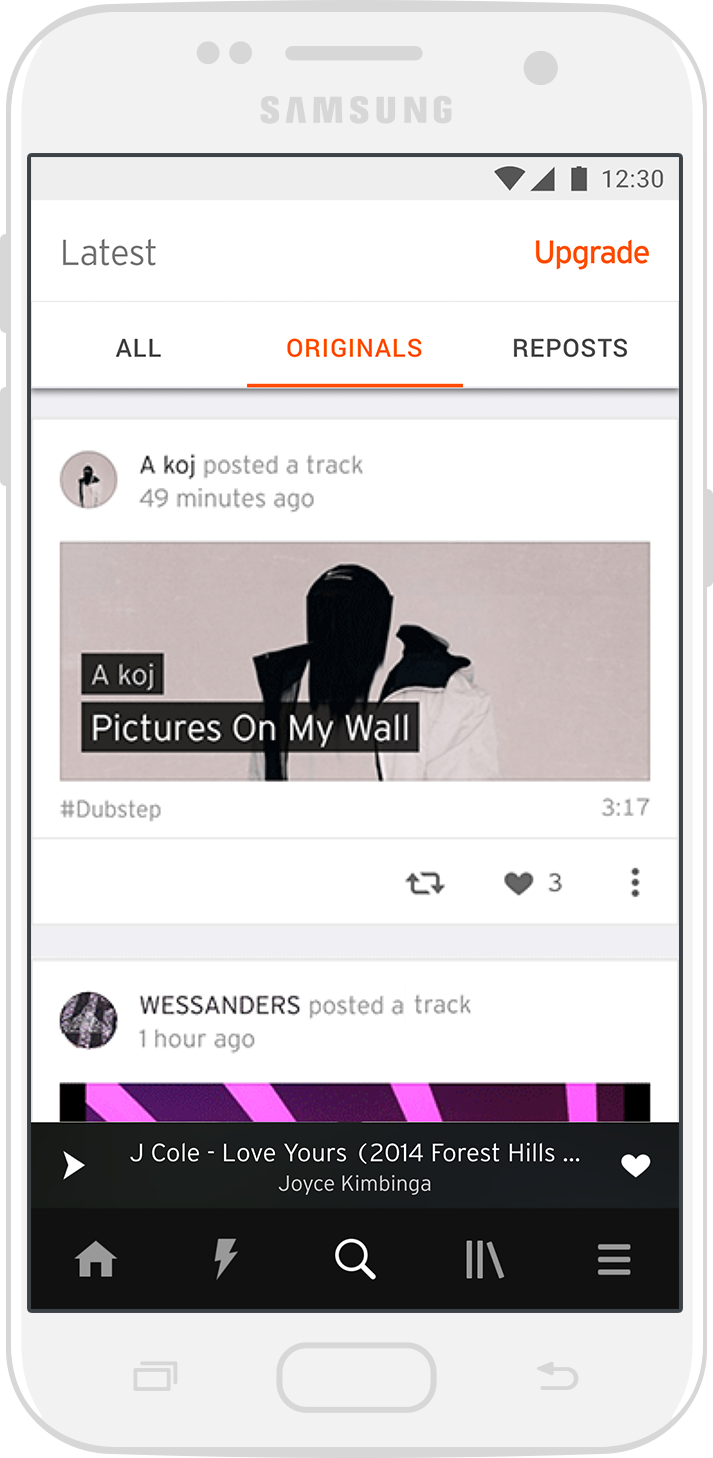 SAMSUNG
12:30
Latest
Upgrade
ALL
ORIGINALS
REPOSTS
A koj posted a track
49 minutes ago
A koj
Pictures On My Wall
#Dubstep
3:17
3
WESSANDERS posted a track
1 hour ago
J Cole - Love Yours (2014 Forest Hills ...
Joyce Kimbinga